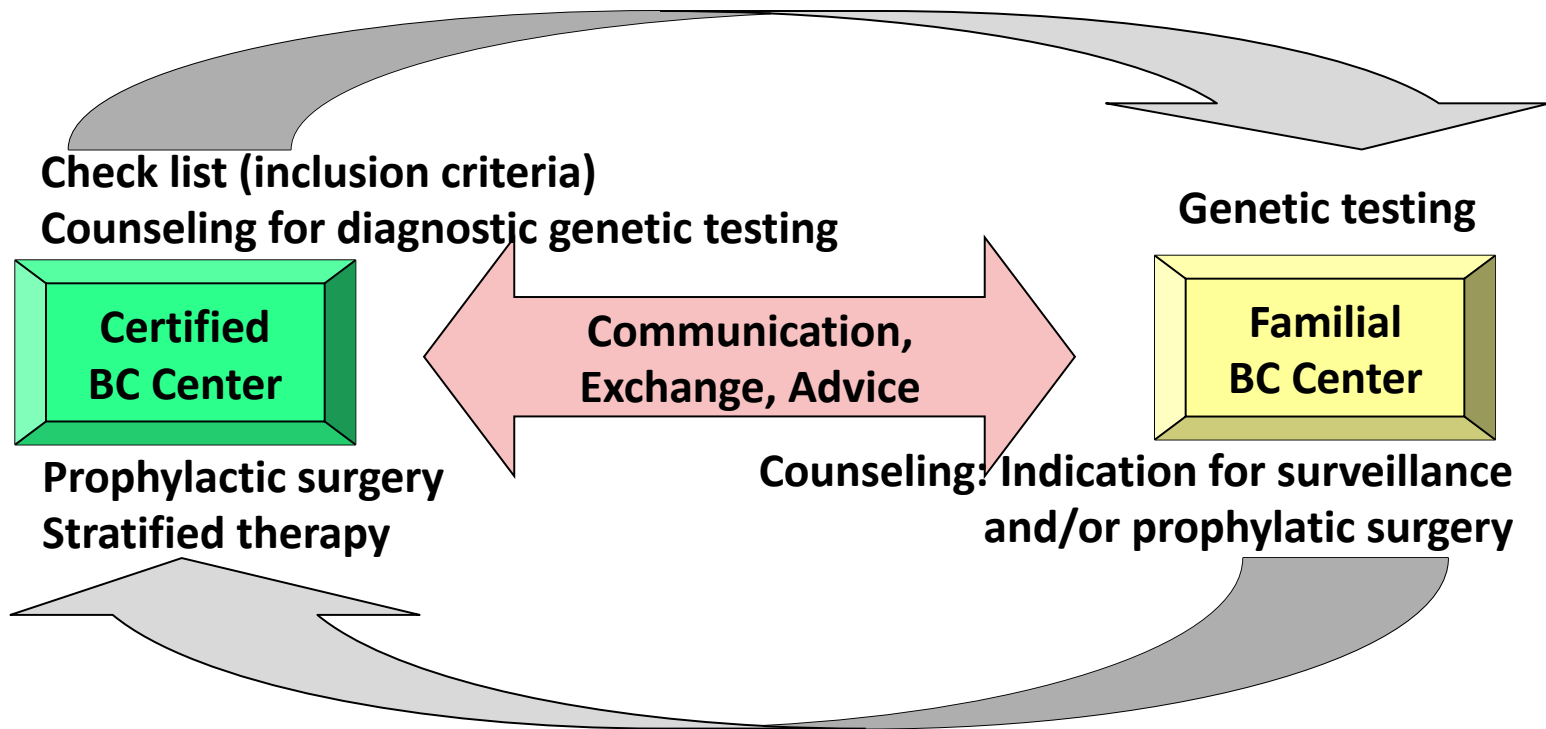 Check list (inclusion criteria)
Counseling for diagnostic genetic testing
Genetic testing
Certified
BC Center
Communication,
Exchange, Advice
Familial
BC Center
Prophylactic surgery
Stratified therapy
Counseling: Indication for surveillance
and/or prophylatic surgery